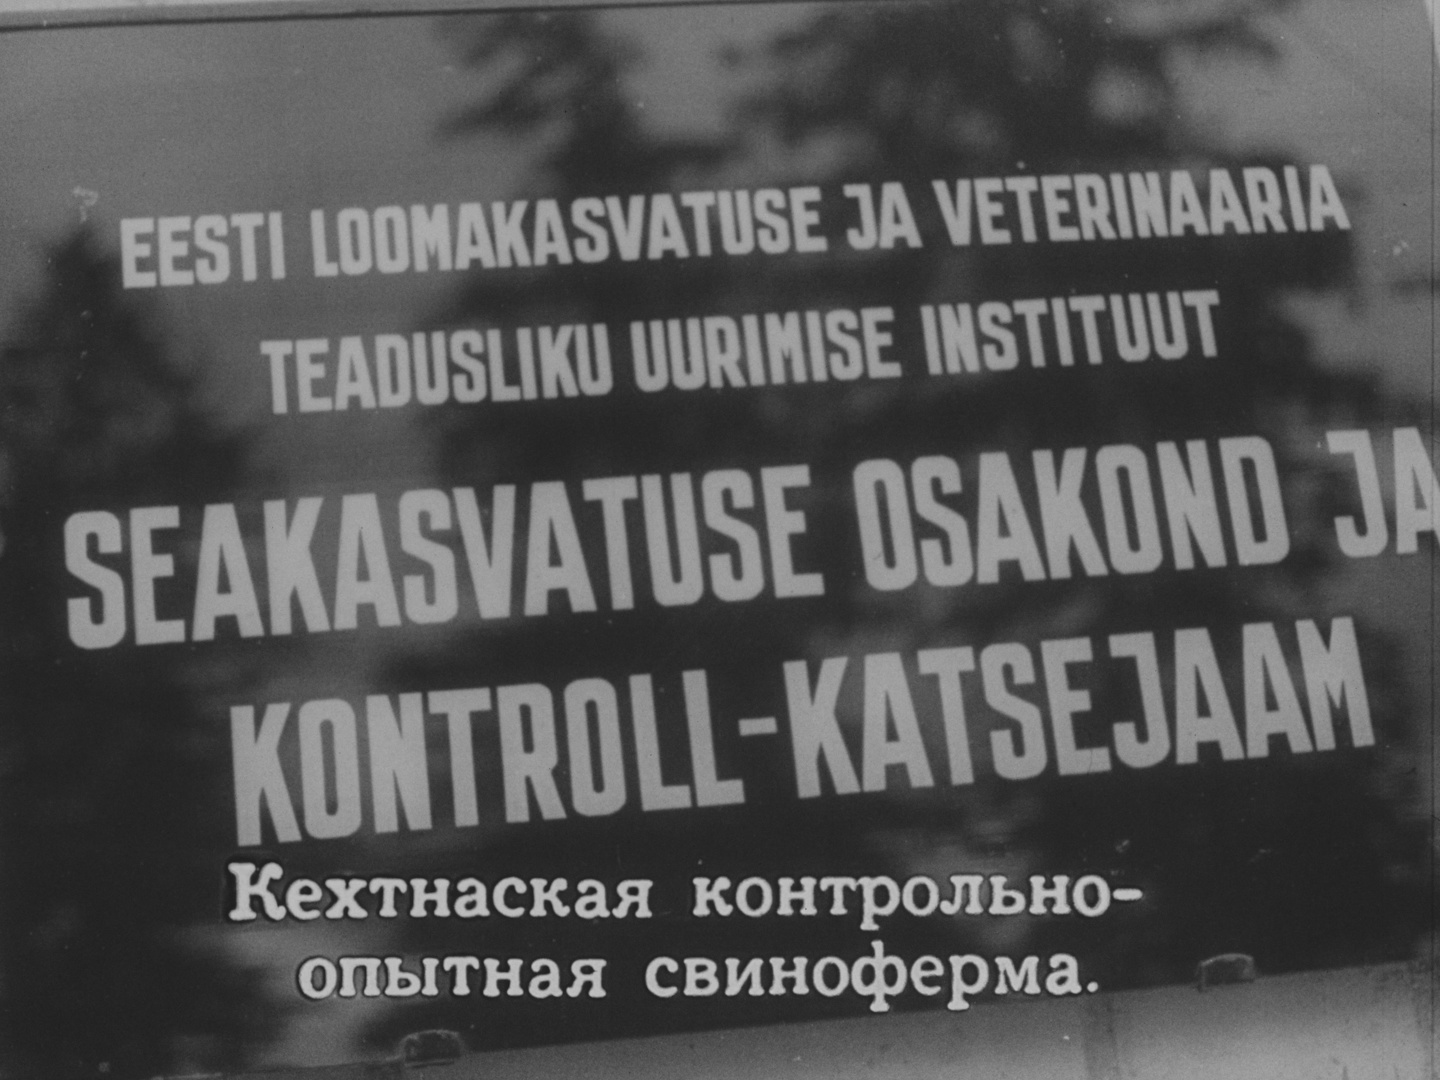 EESTI LOOMAKASVATUSE JA VETERINAARIA
TEADUSLIKU UURIMISE INSTITUUT
SEAKASVATUSE OSAKOND JA
KONTROLL-KATSEJAAM
Кехтнаская контрольно-
опытная свиноферма.